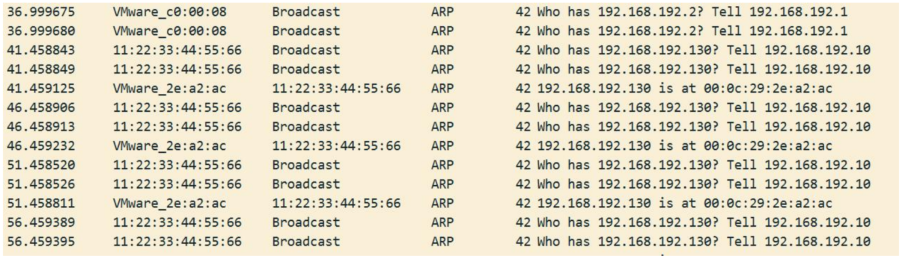 36.999675 VMware_c0:00:08 Broadcast ARP 42 Who has 192.168.192.2? Tell 192.168.192.1
36.999680 VMware_c0:00:08 Broadcast ARP 42 Who has 192.168.192.2? Tell 192.168.192.1
41.458843 11:22:33:44:55:66 Broadcast ARP 42 Who has 192.168.192.130? Tell 192.168.192.10
41.458849 11:22:33:44:55:66 Broadcast ARP 42 Who has 192.168.192.130? Tell 192.168.192.10
41.459125 VMware_2e:a2:ac 11:22:33:44:55:66 ARP 42 192.168.192.130 is at 00:0c:29:2e:a2:ac
46.458906 11:22:33:44:55:66 Broadcast ARP 42 Who has 192.168.192.130? Tell 192.168.192.10
46.458913 11:22:33:44:55:66 Broadcast ARP 42 Who has 192.168.192.130? Tell 192.168.192.10
46.459232 VMware_2e:a2:ac 11:22:33:44:55:66 ARP 42 192.168.192.130 is at 00:0c:29:2e:a2:ac
51.458520 11:22:33:44:55:66 Broadcast ARP 42 Who has 192.168.192.130? Tell 192.168.192.10
51.458526 11:22:33:44:55:66 Broadcast ARP 42 Who has 192.168.192.130? Tell 192.168.192.10
51.458811 VMware_2e:a2:ac 11:22:33:44:55:66 ARP 42 192.168.192.130 is at 00:0c:29:2e:a2:ac
56.459389 11:22:33:44:55:66 Broadcast ARP 42 Who has 192.168.192.130? Tell 192.168.192.10
56.459395 11:22:33:44:55:66 Broadcast ARP 42 Who has 192.168.192.130? Tell 192.168.192.10